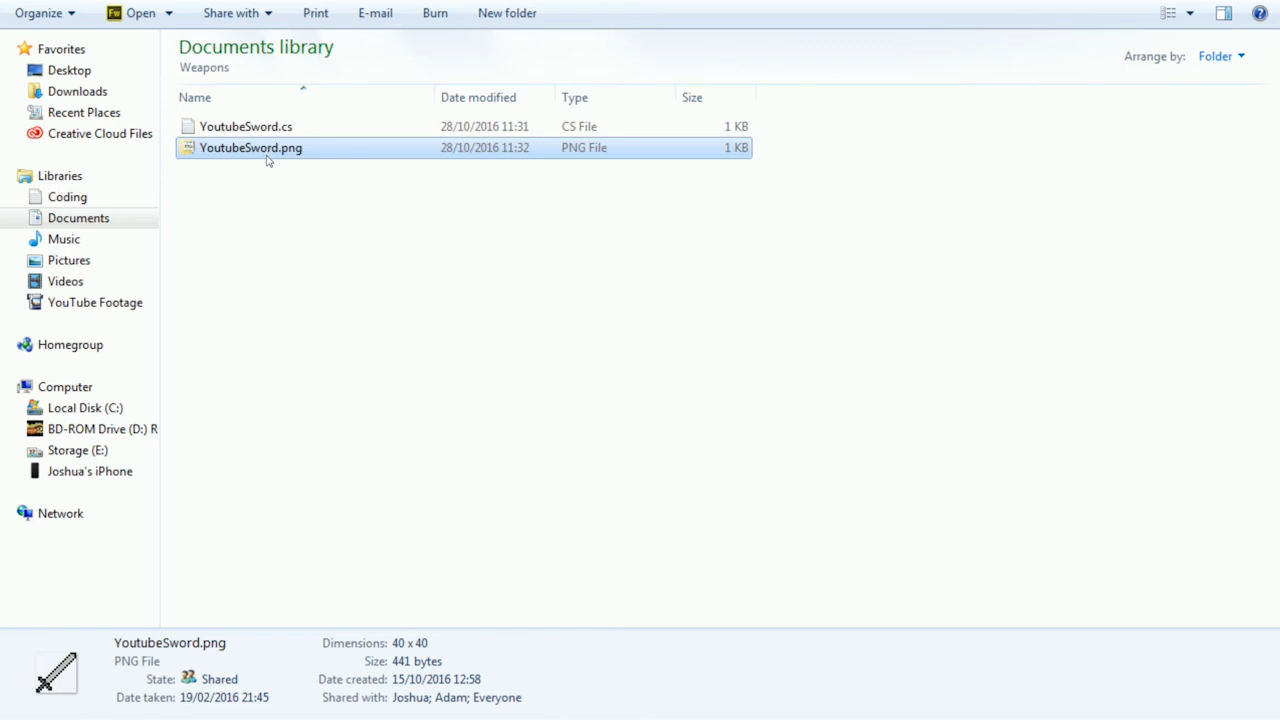 Organize Open Share with Print E-mail Burn New folder
Favorites
Desktop
Downloads
Recent Places
Creative Cloud Files
Libraries
Coding
Documents
Music
Pictures
Videos
YouTube Footage
Homegroup
Computer
Local Disk (C:)
BD-ROM Drive (D:) R
Storage (E:)
Joshua's iPhone
Network
Documents library
Weapons
Arrange by: Folder
Name Date modified Type Size
YoutubeSword.cs 28/10/2016 11:31 CS File 1 KB
YoutubeSword.png 28/10/2016 11:32 PNG File 1 KB
YoutubeSword.png Dimensions: 40 x 40
PNG File Size: 441 bytes
State: Shared Date created: 15/10/2016 12:58
Date taken: 19/02/2016 21:45 Shared with: Joshua; Adam; Everyone